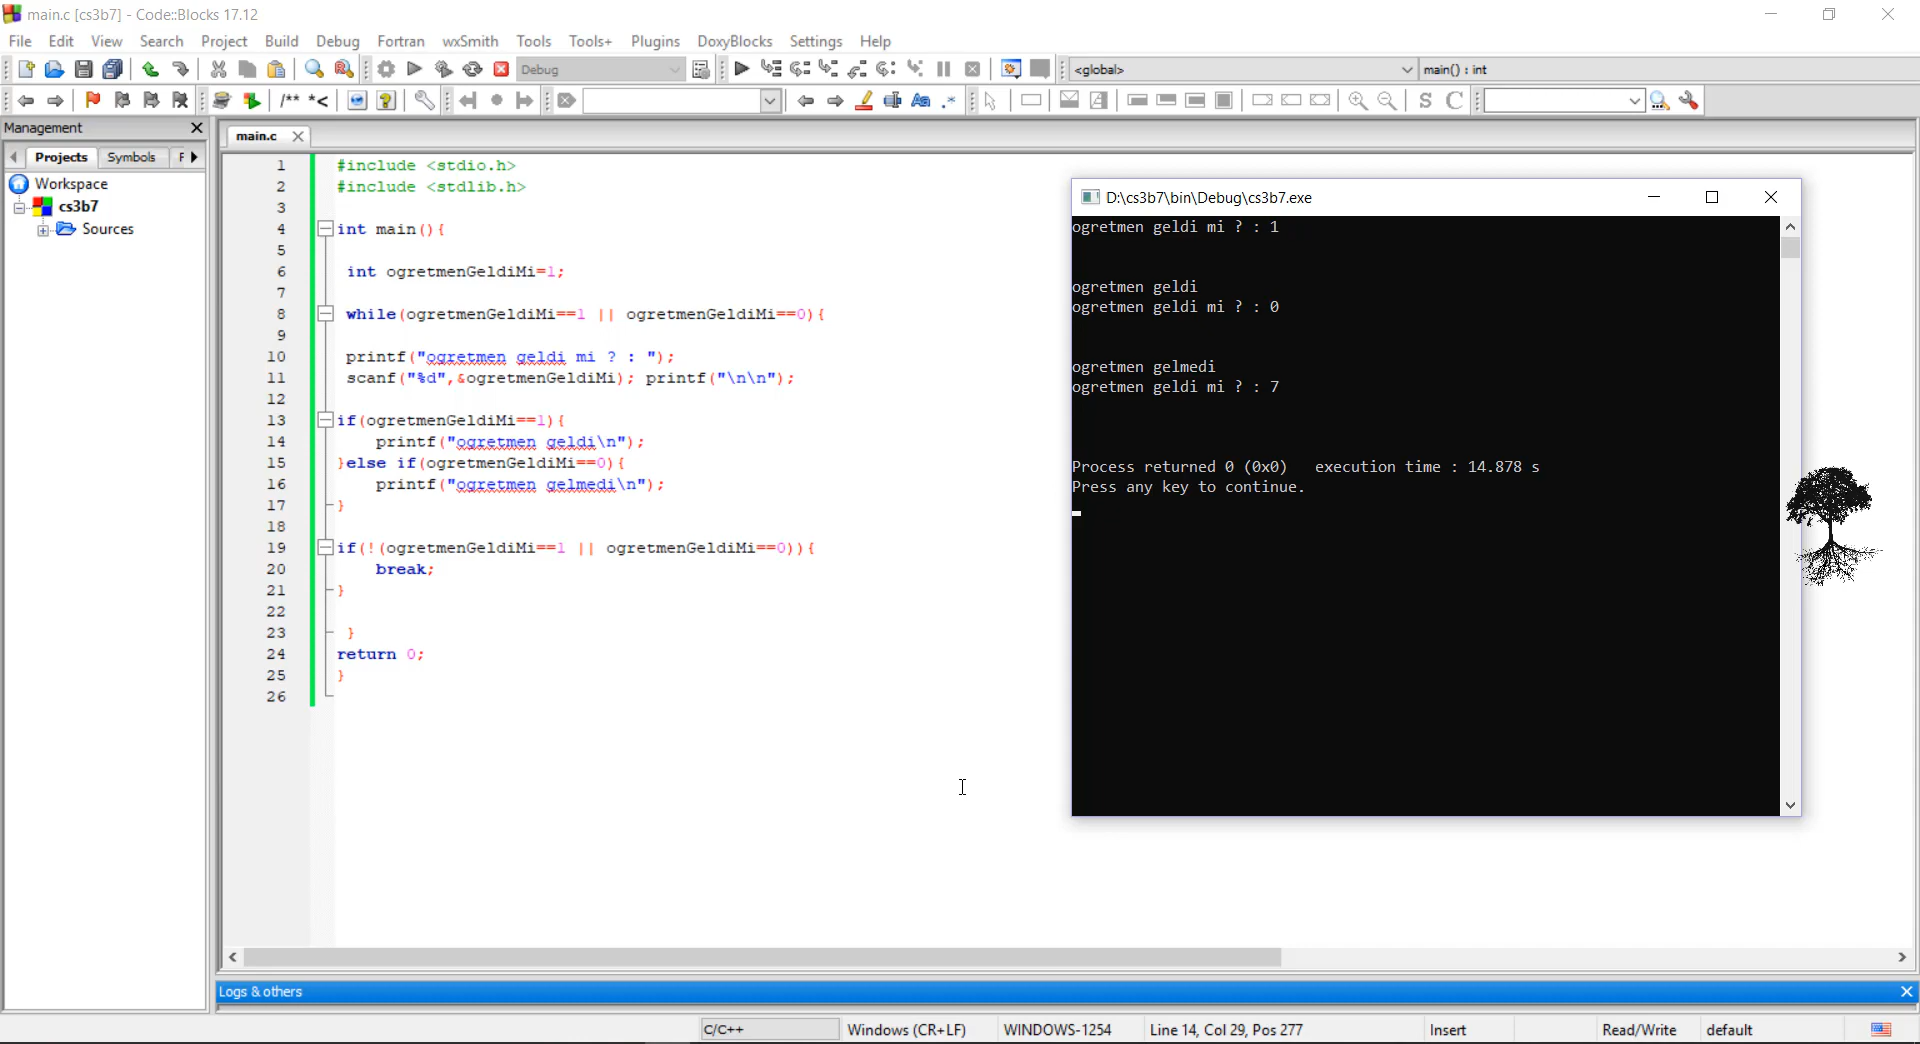 main.c [cs3b7] - Code::Blocks 17.12
File Edit View Search Project Build Debug Fortran wxSmith Tools Tools+ Plugins DoxyBlocks Settings Help
Debug
<global>
main() : int
/** *<
Aa .*
S C
Management
Projects Symbols F
Workspace
cs3b7
Sources
main.c
1 #include <stdio.h>
2 #include <stdlib.h>
3
4 int main(){
5
6 int ogretmenGeldiMi=1;
7
8 while(ogretmenGeldiMi==1 || ogretmenGeldiMi==0){
9
10 printf("ogretmen geldi mi ? : ");
11 scanf("%d",&ogretmenGeldiMi); printf("\n\n");
12
13 if(ogretmenGeldiMi==1){
14 printf("ogretmen geldi\n");
15 }else if(ogretmenGeldiMi==0){
16 printf("ogretmen gelmedi\n");
17 }
18
19 if(!(ogretmenGeldiMi==1 || ogretmenGeldiMi==0)){
20 break;
21 }
22
23 }
24 return 0;
25 }
26
D:\cs3b7\bin\Debug\cs3b7.exe
ogretmen geldi mi ? : 1
ogretmen geldi
ogretmen geldi mi ? : 0
ogretmen gelmedi
ogretmen geldi mi ? : 7
Process returned 0 (0x0) execution time : 14.878 s
Press any key to continue.
Logs & others
C/C++ Windows (CR+LF) WINDOWS-1254 Line 14, Col 29, Pos 277 Insert Read/Write default